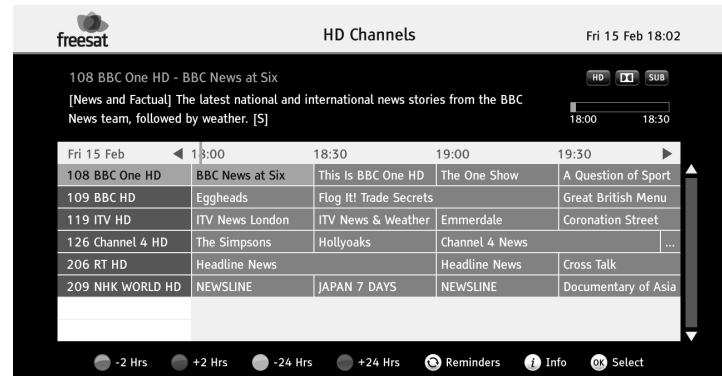 freesat HD Channels Fri 15 Feb 18:02
108 BBC One HD - BBC News at Six HD SUB
[News and Factual] The latest national and international news stories from the BBC
News team, followed by weather. [S] 18:00 18:30
Fri 15 Feb 18:00 18:30 19:00 19:30
108 BBC One HD BBC News at Six This Is BBC One HD The One Show A Question of Sport
109 BBC HD Eggheads Flog It! Trade Secrets Great British Menu
119 ITV HD ITV News London ITV News & Weather Emmerdale Coronation Street
126 Channel 4 HD The Simpsons Hollyoaks Channel 4 News ...
206 RT HD Headline News Headline News Cross Talk
209 NHK WORLD HD NEWSLINE JAPAN 7 DAYS NEWSLINE Documentary of Asia
-2 Hrs +2 Hrs -24 Hrs +24 Hrs Reminders i Info OK Select